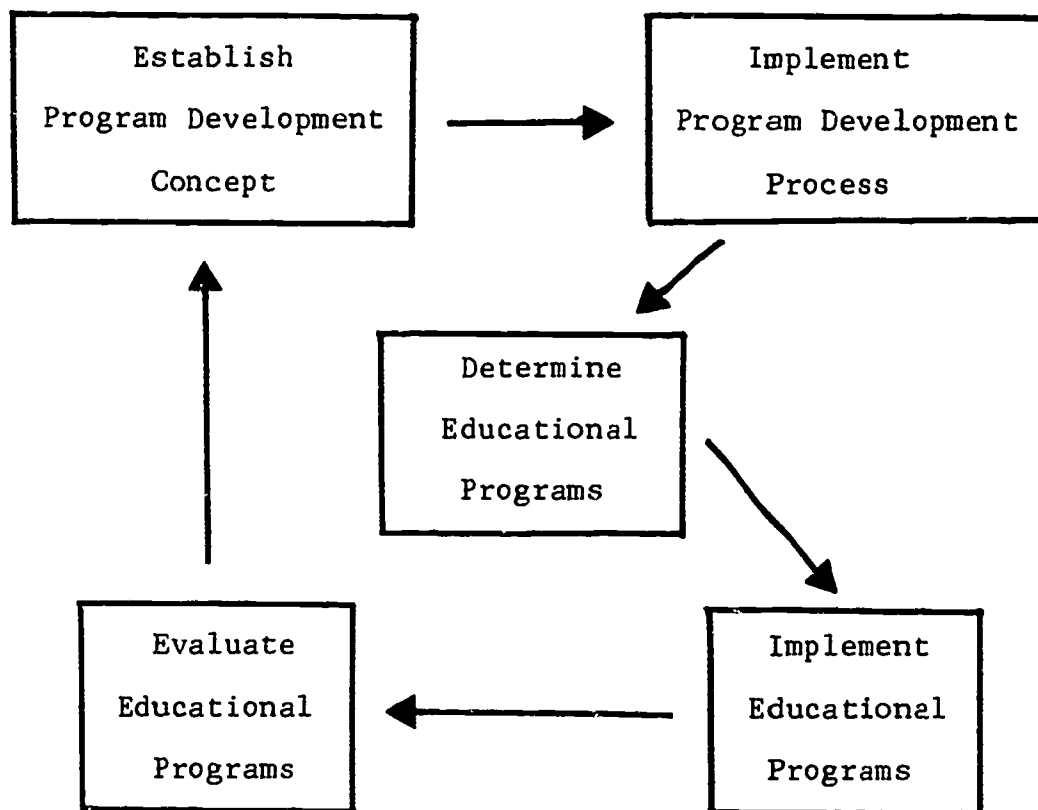 Establish
Program Development
Concept
Implement
Program Development
Process
Determine
Educational
Programs
Implement
Educational
Programs
Evaluate
Educational
Programs